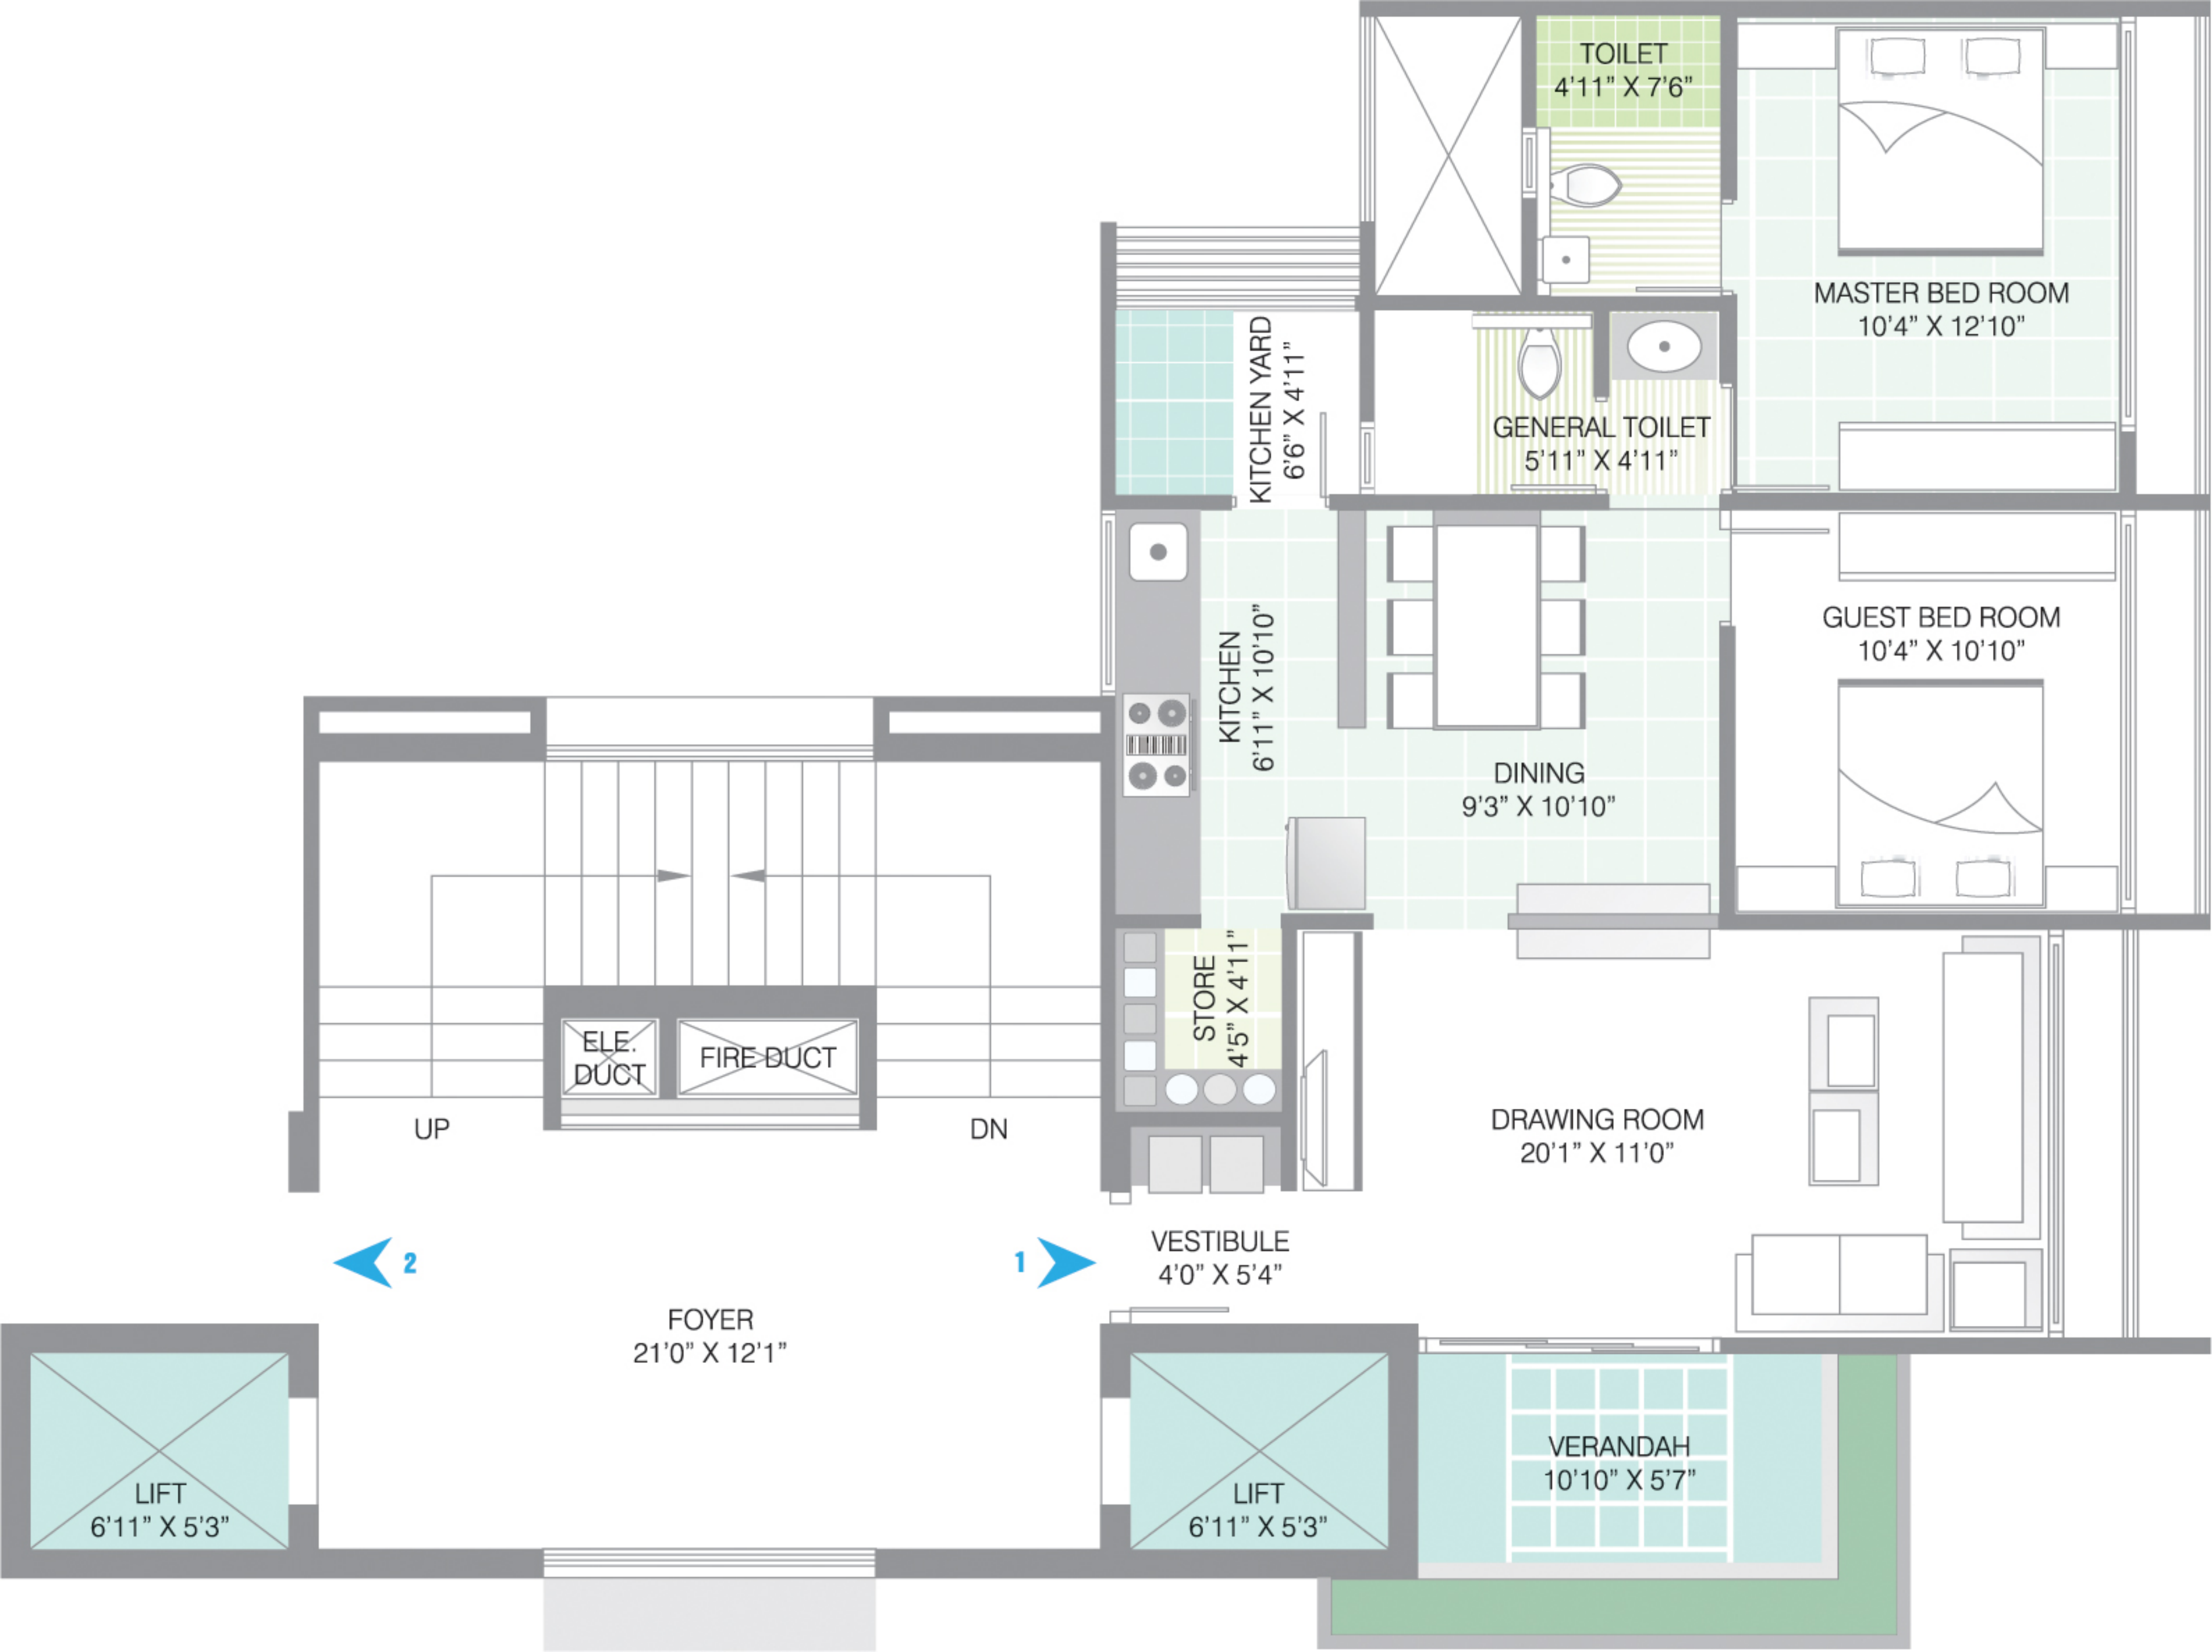 TOILET
4'11" X 7'6"
MASTER BED ROOM
10'4" X 12'10"
KITCHEN YARD
6'6" X 4'11"
GENERAL TOILET
5'11" X 4'11"
GUEST BED ROOM
10'4" X 10'10"
KITCHEN
6'11" X 10'10"
DINING
9'3" X 10'10"
STORE
4'5" X 4'11"
ELE.
DUCT
FIRE DUCT
UP
DN
DRAWING ROOM
20'1" X 11'0"
2
1
VESTIBULE
4'0" X 5'4"
FOYER
21'0" X 12'1"
LIFT
6'11" X 5'3"
LIFT
6'11" X 5'3"
VERANDAH
10'10" X 5'7"